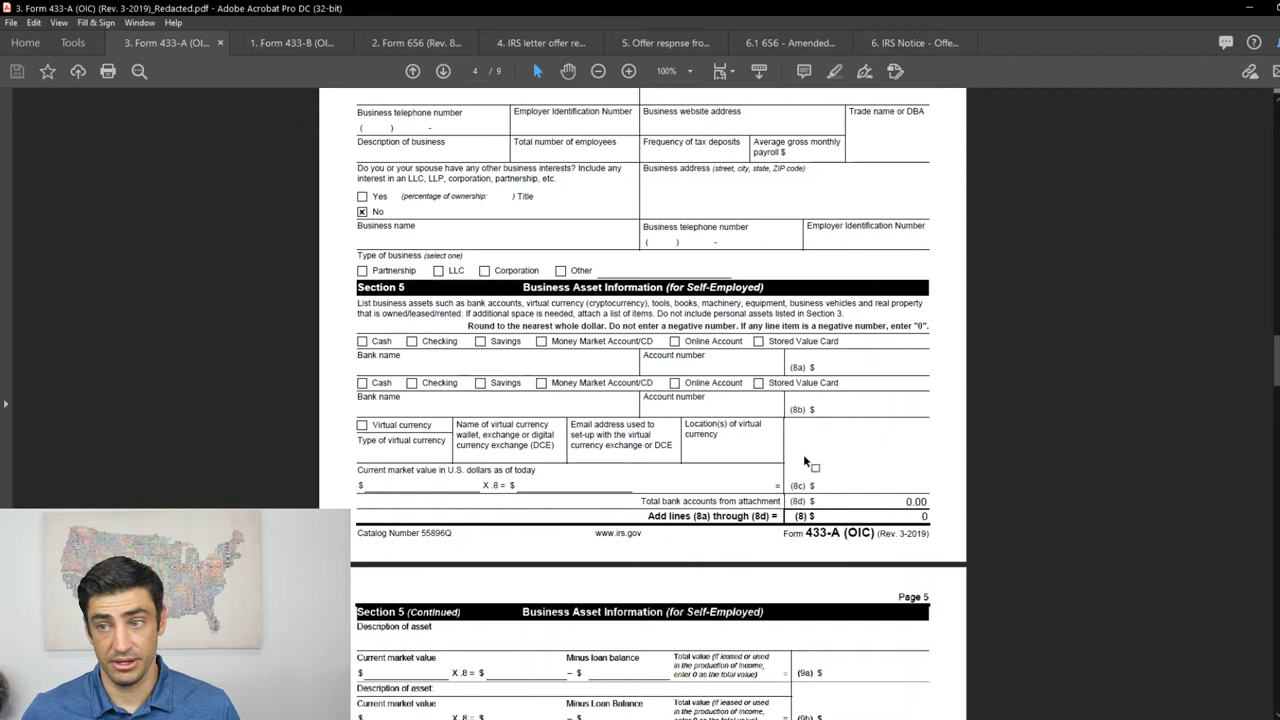 3. Form 433-A (OIC) (Rev. 3-2019)_Redacted.pdf - Adobe Acrobat Pro DC (32-bit)
File Edit View Fill & Sign Window Help
Home Tools 3. Form 433-A (OI... × 1. Form 433-B (OI... 2. Form 656 (Rev. 8... 4. IRS letter offer re... 5. Offer respnse fro... 6.1 656 - Amended... 6. IRS Notice - Offe...
4 / 9 100%
Business telephone number Employer Identification Number Business website address Trade name or DBA
( ) -
Description of business Total number of employees Frequency of tax deposits Average gross monthly
payroll $
Do you or your spouse have any other business interests? Include any Business address (street, city, state, ZIP code)
interest in an LLC, LLP, corporation, partnership, etc.
Yes (percentage of ownership: ) Title
No
Business name Business telephone number Employer Identification Number
( ) -
Type of business (select one)
Partnership LLC Corporation Other
Section 5 Business Asset Information (for Self-Employed)
List business assets such as bank accounts, virtual currency (cryptocurrency), tools, books, machinery, equipment, business vehicles and real property
that is owned/leased/rented. If additional space is needed, attach a list of items. Do not include personal assets listed in Section 3.
Round to the nearest whole dollar. Do not enter a negative number. If any line item is a negative number, enter "0".
Cash Checking Savings Money Market Account/CD Online Account Stored Value Card
Bank name Account number
(8a) $
Cash Checking Savings Money Market Account/CD Online Account Stored Value Card
Bank name Account number
(8b) $
Virtual currency Name of virtual currency Email address used to Location(s) of virtual
Type of virtual currency wallet, exchange or digital set-up with the virtual currency
currency exchange (DCE) currency exchange or DCE
Current market value in U.S. dollars as of today
$ X .8 = $ = (8c) $
Total bank accounts from attachment (8d) $ 0.00
Add lines (8a) through (8d) = (8) $ 0
Catalog Number 55896Q www.irs.gov Form 433-A (OIC) (Rev. 3-2019)
Page 5
Section 5 (Continued) Business Asset Information (for Self-Employed)
Description of asset
Current market value Minus loan balance Total value (if leased or used
in the production of income,
$ X .8 = $ – $ enter 0 as the total value) = (9a) $
Description of asset:
Current market value Minus Loan Balance Total value (if leased or used
$ X .8 = $ – $ in the production of income, = (9b) $